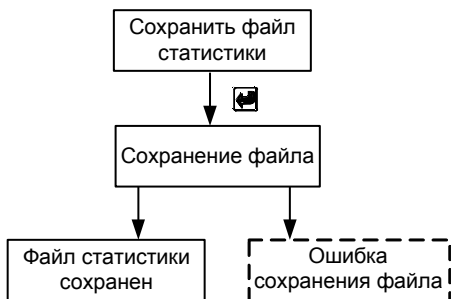 Сохранить файл
статистики
Сохранение файла
Файл статистики
сохранен
Ошибка
сохранения файла